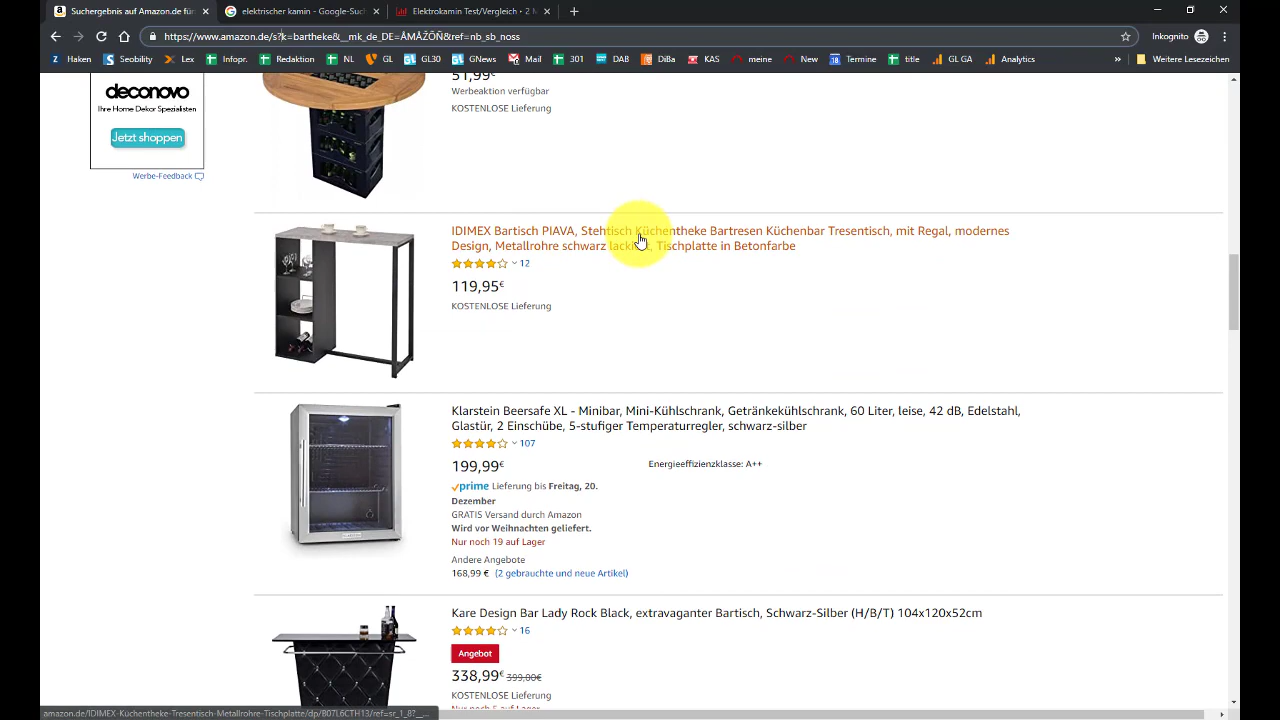 Suchergebnis auf Amazon.de für
elektrischer kamin - Google-Such
Elektrokamin Test/Vergleich • 2 M
https://www.amazon.de/s?k=bartheke&__mk_de_DE=ÅMÅŽÕÑ&ref=nb_sb_noss
Inkognito
Haken
Seobility
Lex
Infopr.
Redaktion
NL
GL
GL30
GNews
Mail
301
DAB
DiBa
KAS
meine
New
Termine
title
GL GA
Analytics
»
Weitere Lesezeichen
deconovo
Ihre Home Dekor Spezialisten
Jetzt shoppen
Werbe-Feedback
51,99€
Werbeaktion verfügbar
KOSTENLOSE Lieferung
IDIMEX Bartisch PIAVA, Stehtisch Küchentheke Bartresen Küchenbar Tresentisch, mit Regal, modernes
Design, Metallrohre schwarz Tischplatte in Betonfarbe
12
119,95€
KOSTENLOSE Lieferung
Klarstein Beersafe XL - Minibar, Mini-Kühlschrank, Getränkekühlschrank, 60 Liter, leise, 42 dB, Edelstahl,
Glastür, 2 Einschübe, 5-stufiger Temperaturregler, schwarz-silber
107
199,99€
Energieeffizienzklasse: A++
prime Lieferung bis Freitag, 20.
Dezember
GRATIS Versand durch Amazon
Wird vor Weihnachten geliefert.
Nur noch 19 auf Lager
Andere Angebote
168,99 € (2 gebrauchte und neue Artikel)
Kare Design Bar Lady Rock Black, extravaganter Bartisch, Schwarz-Silber (H/B/T) 104x120x52cm
16
Angebot
338,99€ 399,00€
KOSTENLOSE Lieferung
Nur noch 5 auf Lager
amazon.de/IDIMEX-Küchentheke-Tresentisch-Metallrohre-Tischplatte/dp/B07L6CTH13/ref=sr_1_8?__...